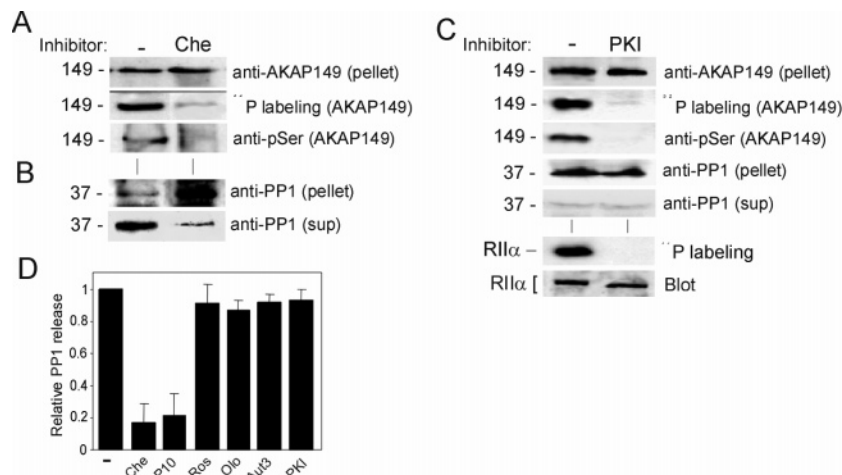 A
Inhibitor: - Che
149 - anti-AKAP149 (pellet)
149 - P labeling (AKAP149)
149 - anti-pSer (AKAP149)
B
37 - anti-PP1 (pellet)
37 - anti-PP1 (sup)
C
Inhibitor: - PKI
149 - anti-AKAP149 (pellet)
149 - P labeling (AKAP149)
149 - anti-pSer (AKAP149)
37 - anti-PP1 (pellet)
37 - anti-PP1 (sup)
RIIα – P labeling
RIIα [ Blot
D
Relative PP1 release
1
0.8
0.6
0.4
0.2
0
- Che P10 Ros Olo Aut3 PKI